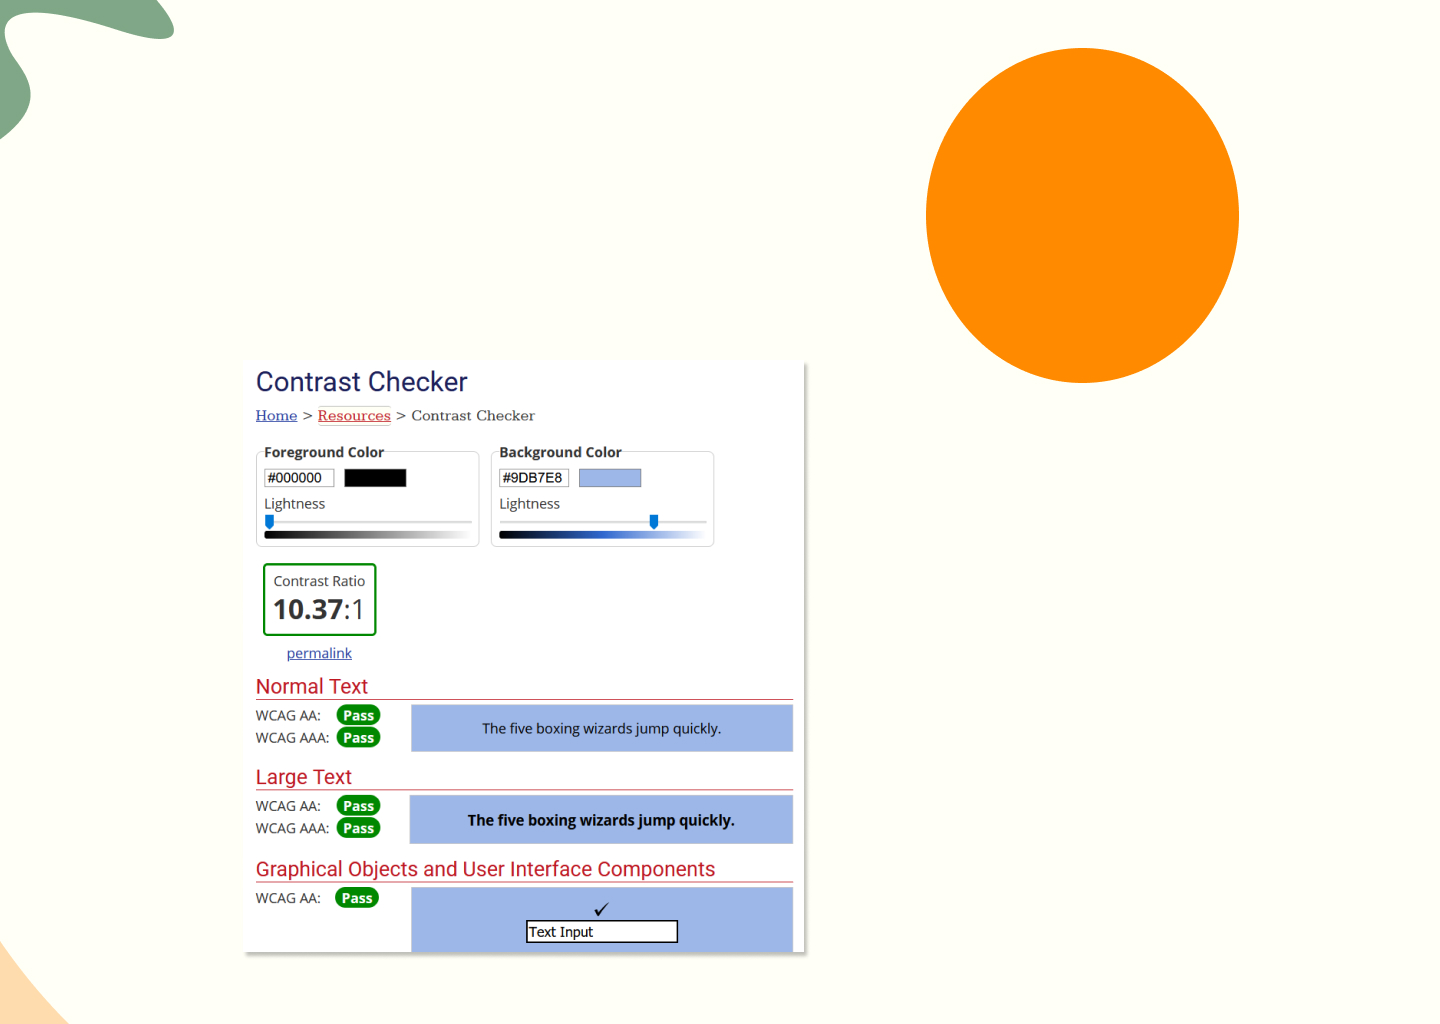 Contrast Checker
Home > Resources > Contrast Checker
Foreground Color
#000000
Lightness
Background Color
#9DB7E8
Lightness
Contrast Ratio
10.37:1
permalink
Normal Text
WCAG AA: Pass
WCAG AAA: Pass
The five boxing wizards jump quickly.
Large Text
WCAG AA: Pass
WCAG AAA: Pass
The five boxing wizards jump quickly.
Graphical Objects and User Interface Components
WCAG AA: Pass
✓
Text Input